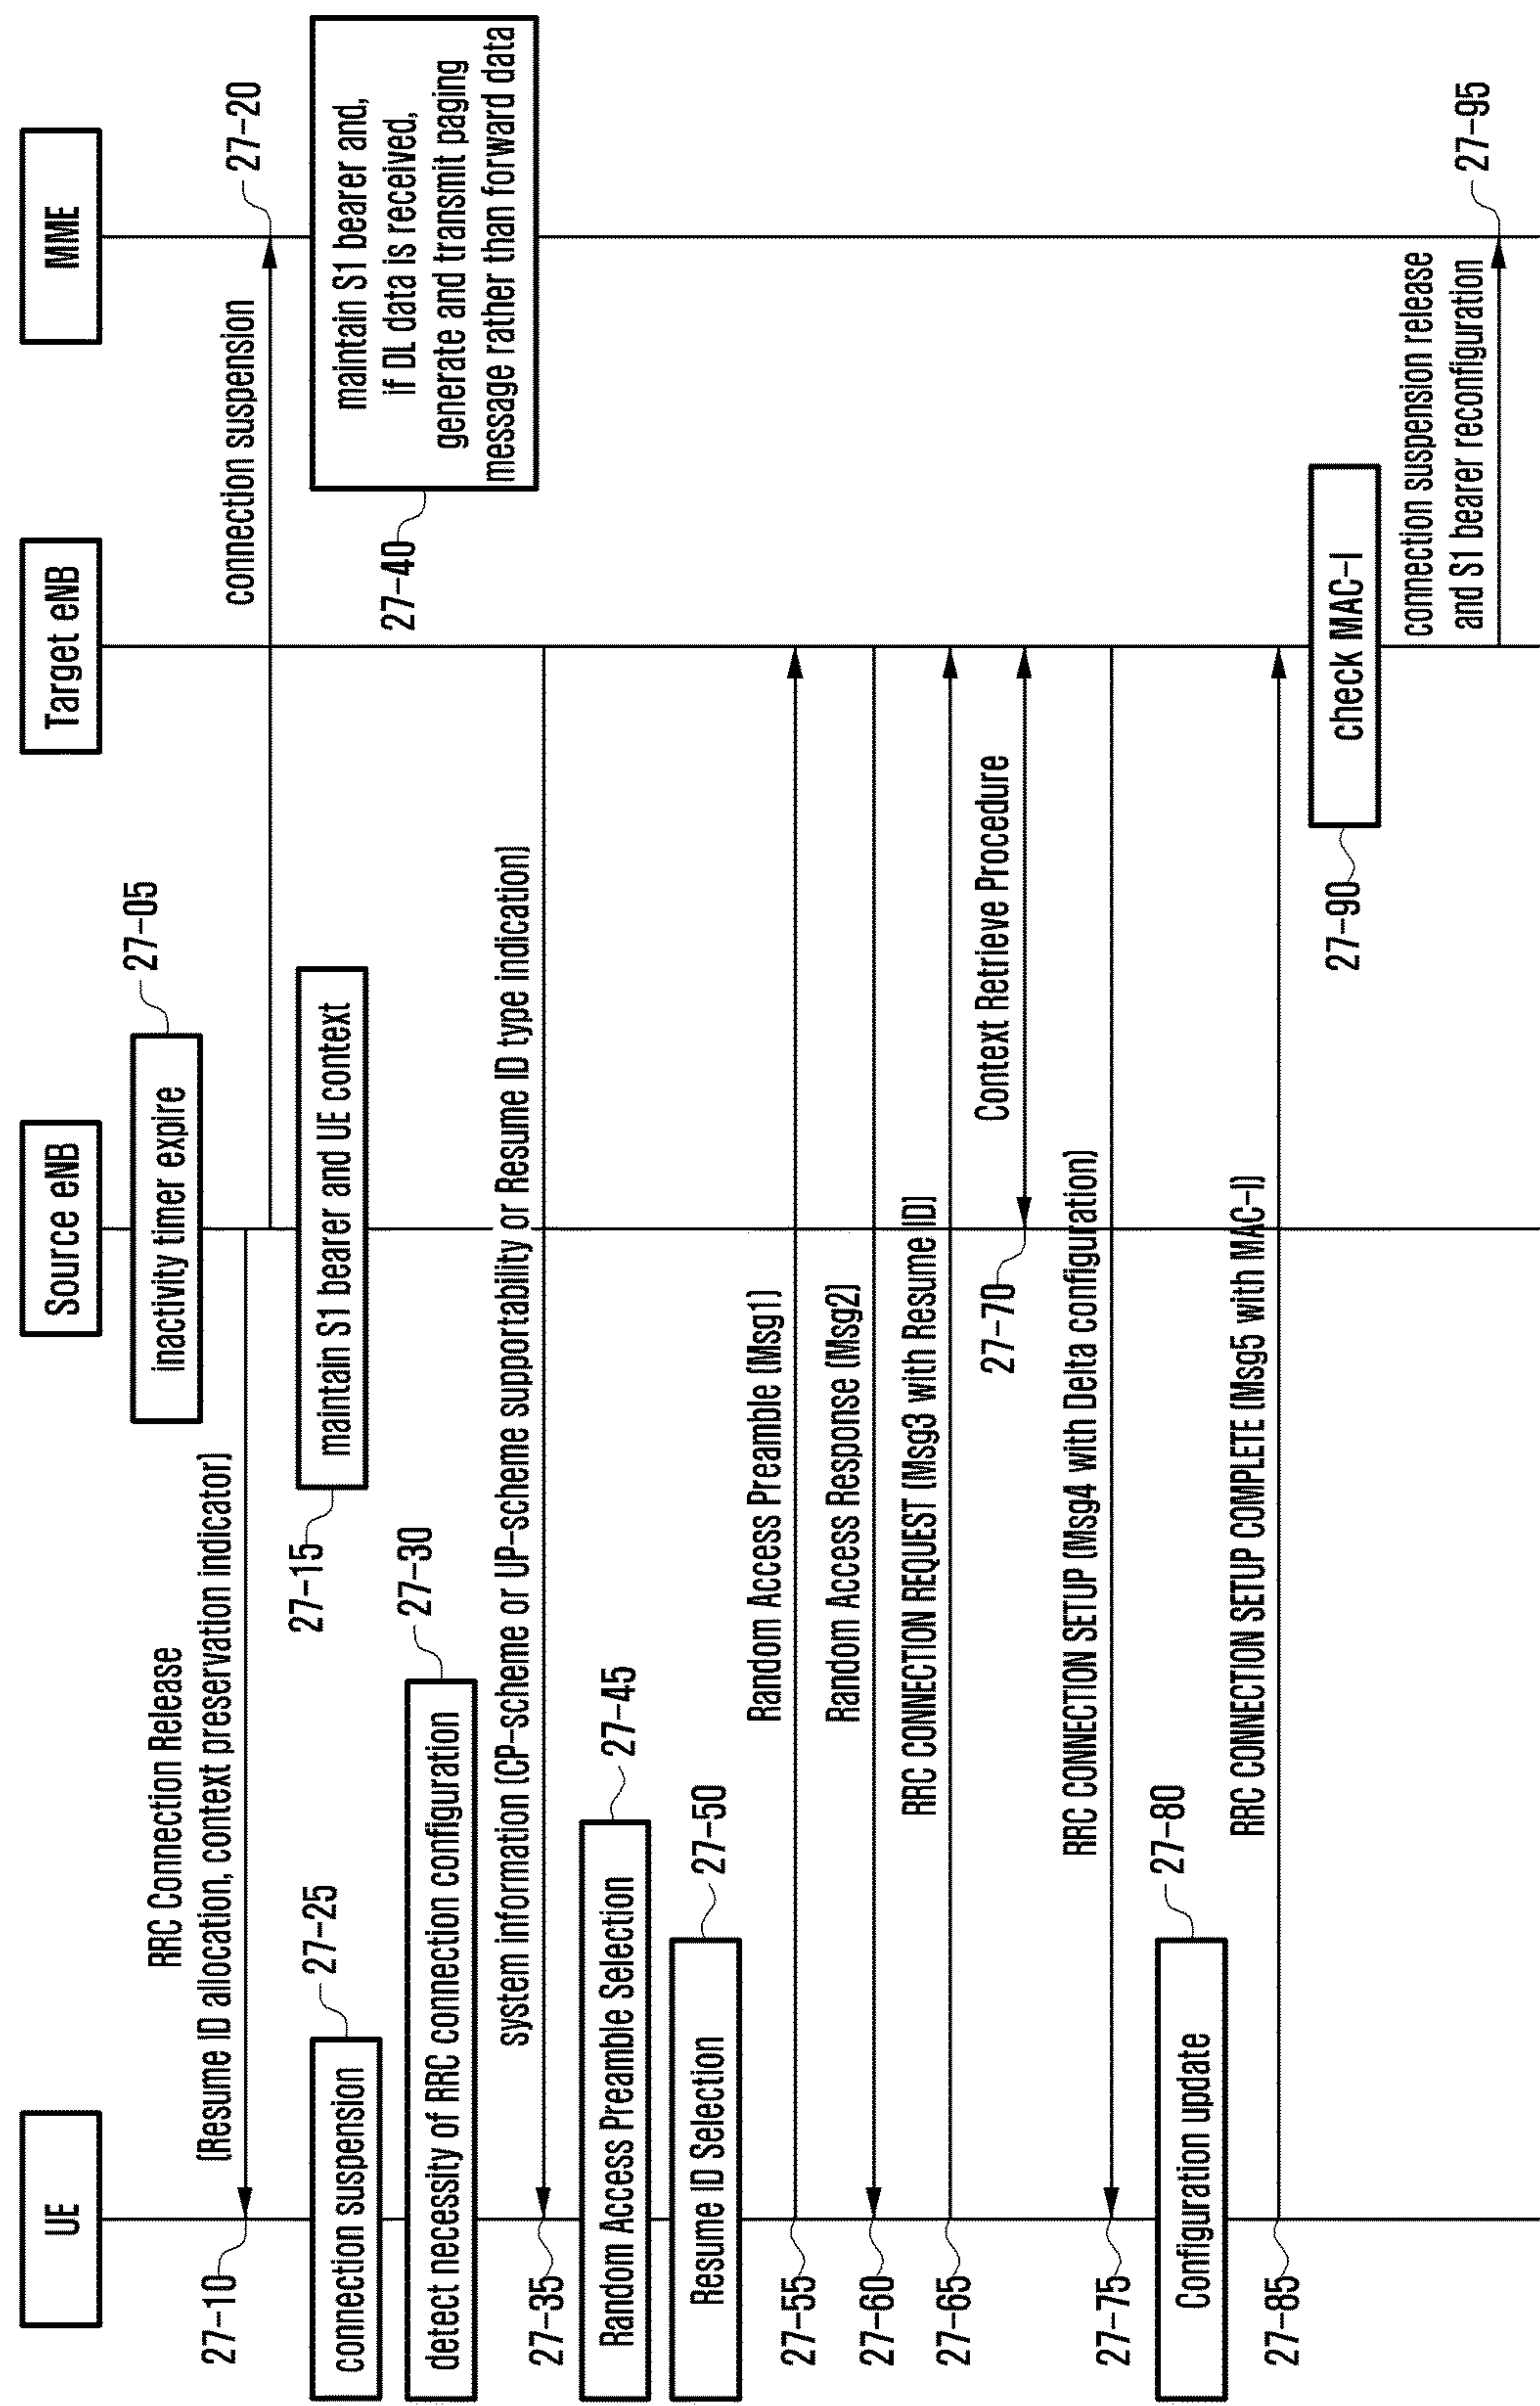 UE
Source eNB
Target eNB
MME
inactivity timer expire
27-05
RRC Connection Release
(Resume ID allocation, context preservation indicator)
27-10
connection suspension
27-20
maintain S1 bearer and UE context
27-15
connection suspension
27-25
maintain S1 bearer and,
if DL data is received,
generate and transmit paging
message rather than forward data
27-40
detect necessity of RRC connection configuration
27-30
system information (CP-scheme or UP-scheme supportability or Resume ID type indication)
27-35
Random Access Preamble Selection
27-45
Resume ID Selection
27-50
Random Access Preamble (Msg1)
27-55
Random Access Response (Msg2)
27-60
RRC CONNECTION REQUEST (Msg3 with Resume ID)
27-65
Context Retrieve Procedure
27-70
RRC CONNECTION SETUP (Msg4 with Delta configuration)
27-75
Configuration update
27-80
RRC CONNECTION SETUP COMPLETE (Msg5 with MAC-I)
27-85
check MAC-I
27-90
connection suspension release
and S1 bearer reconfiguration
27-95